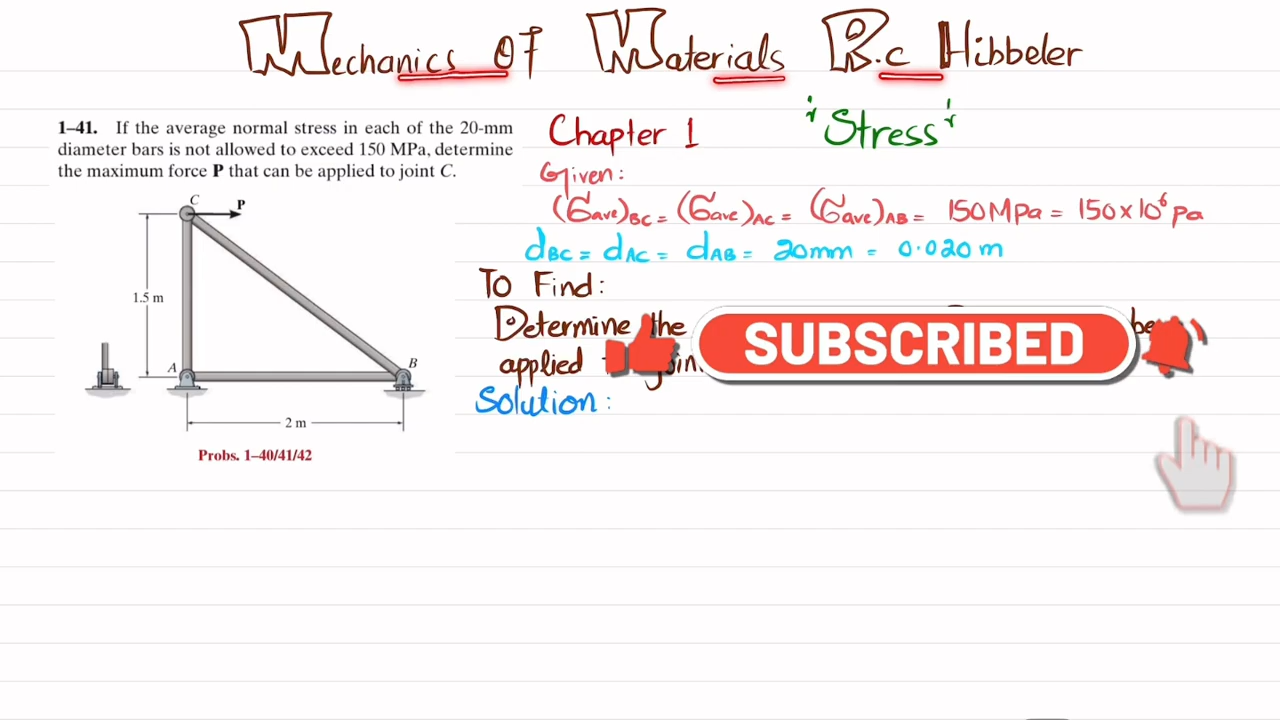 Mechanics Of Materials R.c Hibbeler
1–41. If the average normal stress in each of the 20-mm
diameter bars is not allowed to exceed 150 MPa, determine
the maximum force P that can be applied to joint C.
C
P
1.5 m
A
B
2 m
Probs. 1–40/41/42
Chapter 1 "Stress"
Given:
(σave)BC = (σave)AC = (σave)AB = 150MPa = 150×10⁶ pa
dBC = dAC = dAB = 20mm = 0.020 m
To Find:
Determine the be
applied
SUBSCRIBED
Solution: